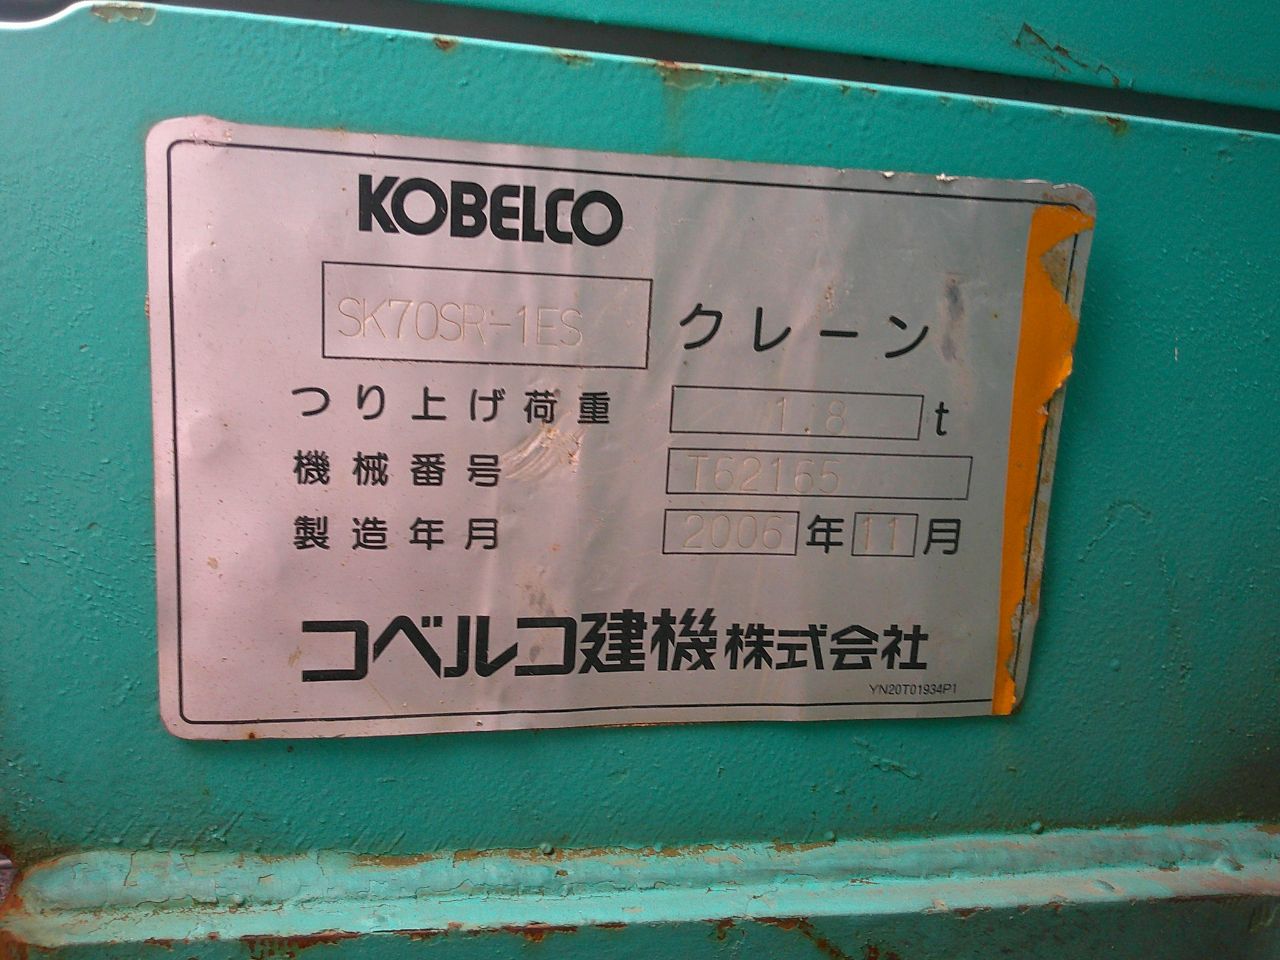 KOBELCO
SK70SR-1ES クレーン
つり上げ荷重 1.8 t
機械番号 T62165
製造年月 2006 年 11 月
コベルコ建機株式会社
YN20T01934P1